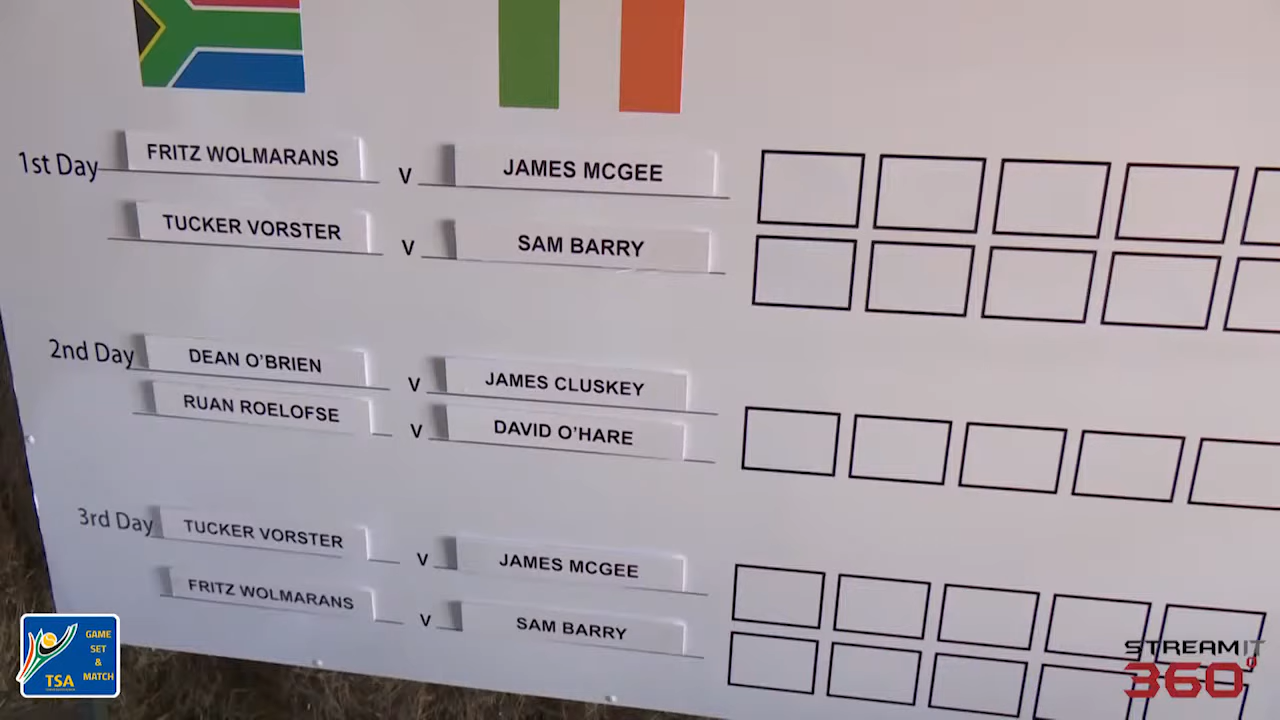 1st Day FRITZ WOLMARANS v JAMES MCGEE
TUCKER VORSTER v SAM BARRY
2nd Day DEAN O'BRIEN v JAMES CLUSKEY
RUAN ROELOFSE v DAVID O'HARE
3rd Day TUCKER VORSTER v JAMES MCGEE
FRITZ WOLMARANS v SAM BARRY
GAME
SET
&
MATCH
TSA
STREAMIT
360°